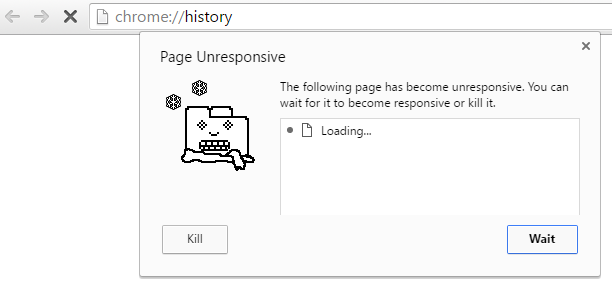 chrome://history
Page Unresponsive
The following page has become unresponsive. You can
wait for it to become responsive or kill it.
Loading...
Kill
Wait